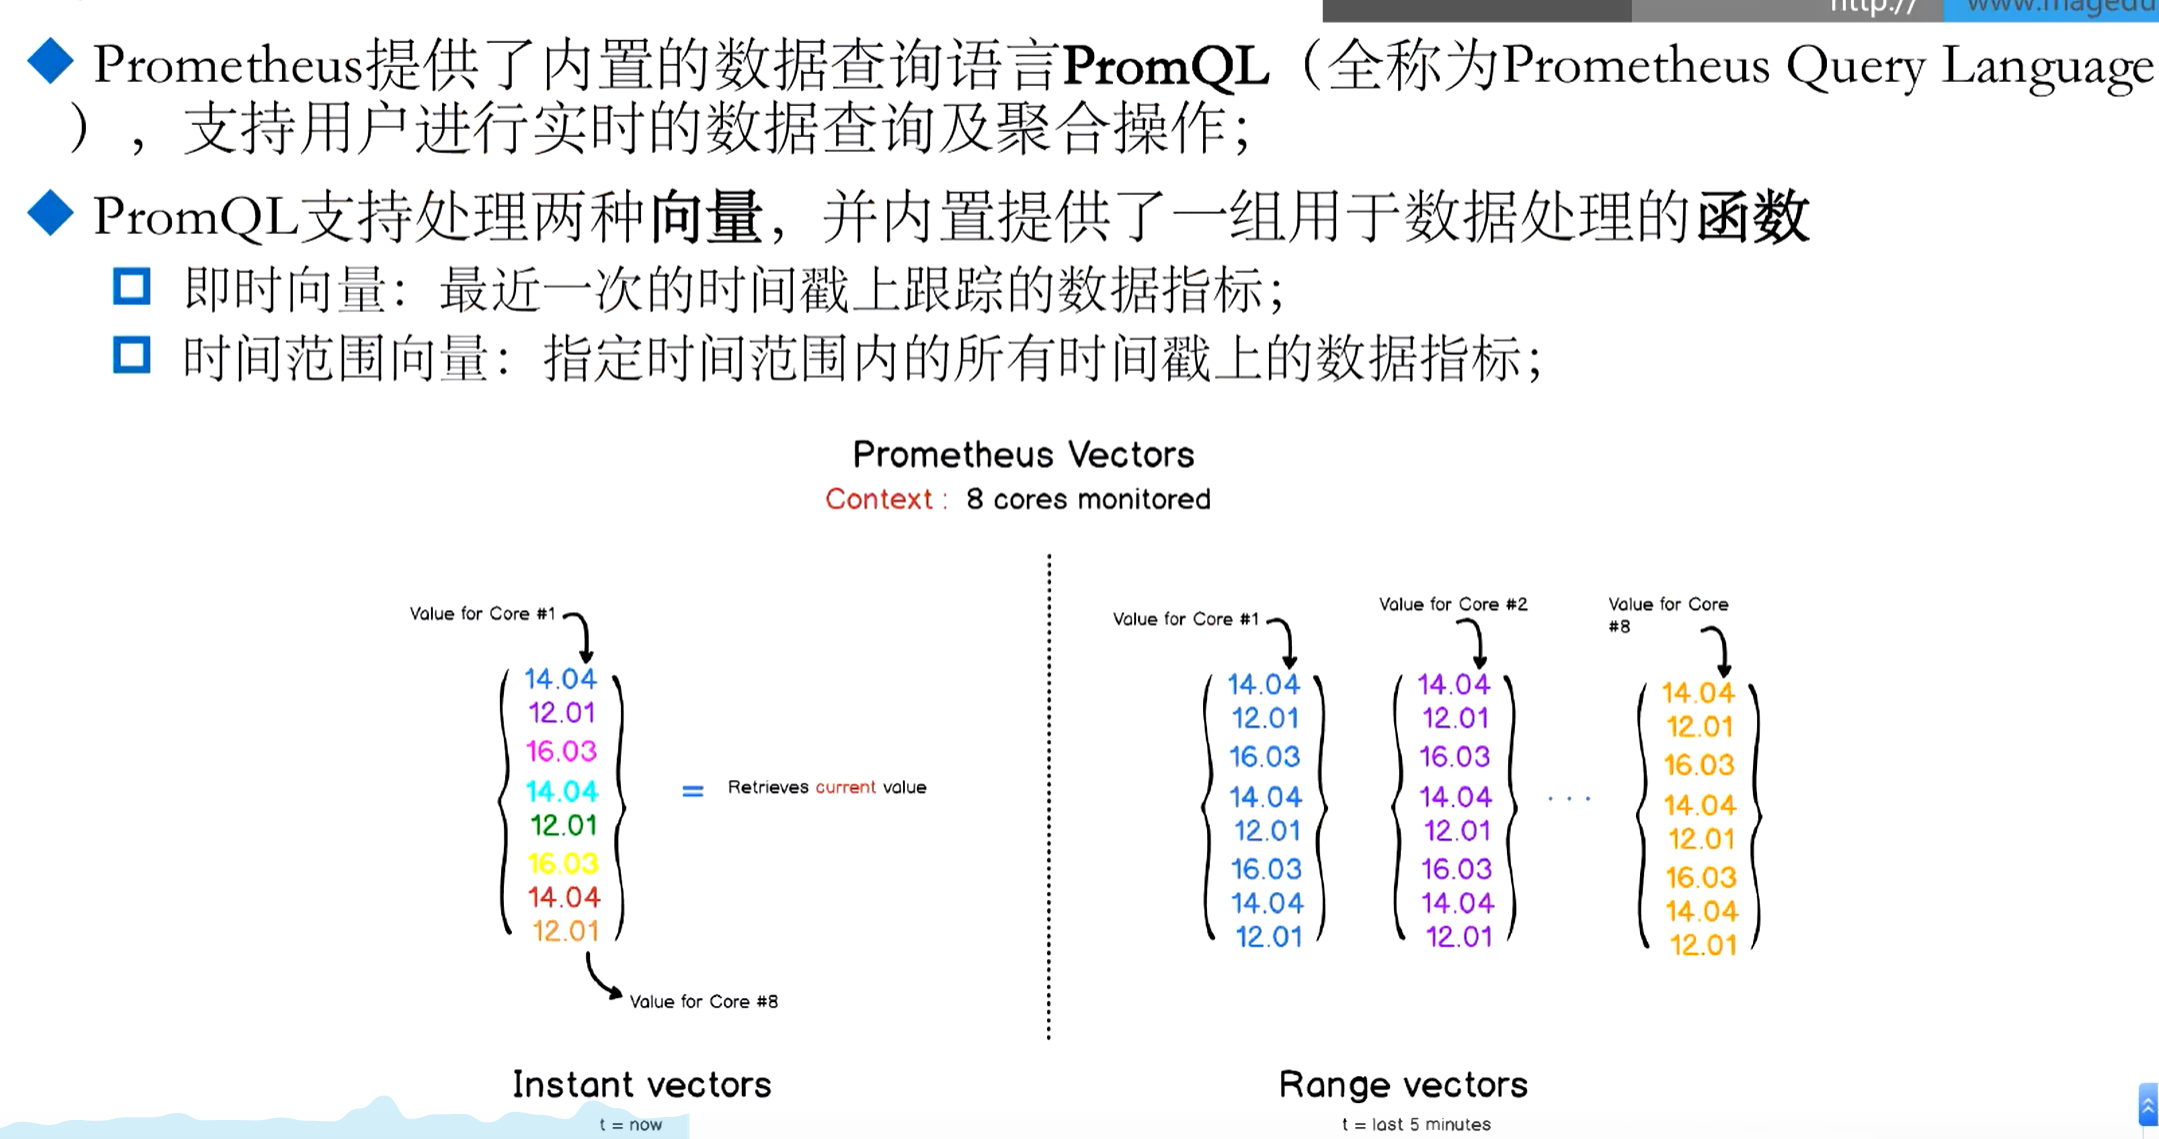 http://
www.magedu
Prometheus提供了内置的数据查询语言PromQL（全称为Prometheus Query Language
），支持用户进行实时的数据查询及聚合操作；
PromQL支持处理两种向量，并内置提供了一组用于数据处理的函数
即时向量：最近一次的时间戳上跟踪的数据指标；
时间范围向量：指定时间范围内的所有时间戳上的数据指标；
Prometheus Vectors
Context : 8 cores monitored
Value for Core #1
14.04
12.01
16.03
14.04
12.01
16.03
14.04
12.01
= Retrieves current value
Value for Core #8
Instant vectors
t = now
Value for Core #1
14.04
12.01
16.03
14.04
12.01
16.03
14.04
12.01
Value for Core #2
14.04
12.01
16.03
14.04
12.01
16.03
14.04
12.01
. . .
Value for Core
#8
14.04
12.01
16.03
14.04
12.01
16.03
14.04
12.01
Range vectors
t = last 5 minutes